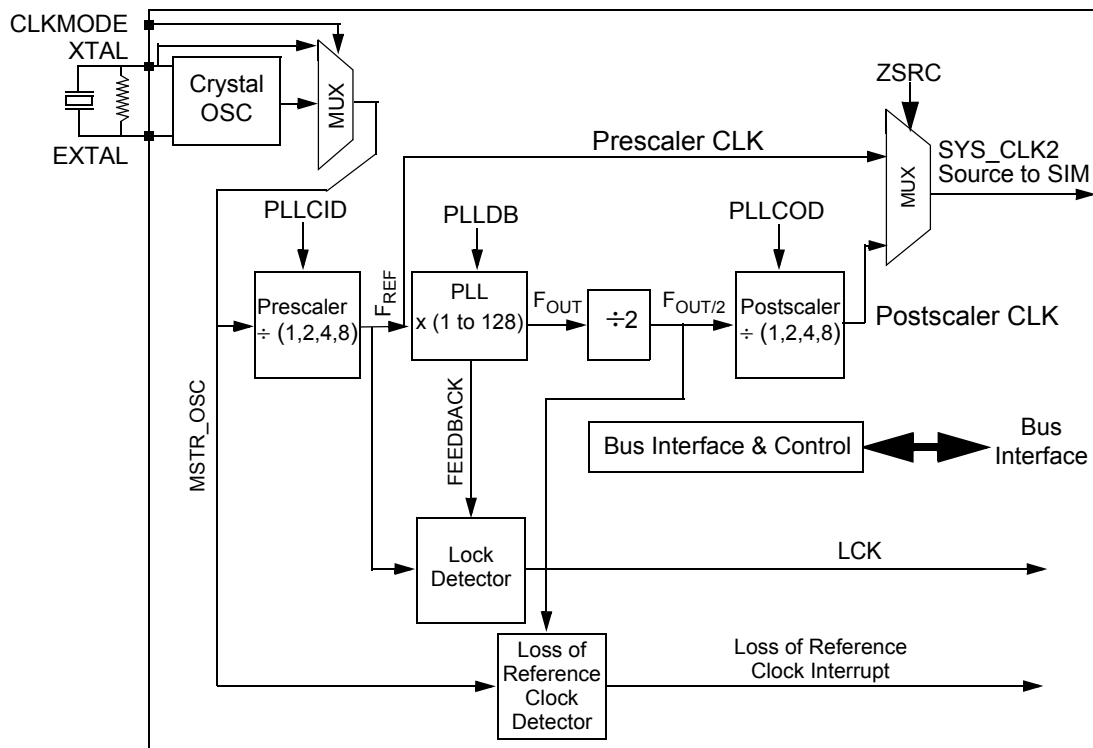 CLKMODE
XTAL
EXTAL
Crystal
OSC
MUX
ZSRC
Prescaler CLK
MUX
SYS_CLK2
Source to SIM
PLLCID
PLLDB
PLLCOD
Prescaler
÷ (1,2,4,8)
FREF
PLL
x (1 to 128)
FOUT
÷2
FOUT/2
Postscaler
÷ (1,2,4,8)
Postscaler CLK
MSTR_OSC
FEEDBACK
Bus Interface & Control
Bus
Interface
Lock
Detector
LCK
Loss of
Reference
Clock
Detector
Loss of Reference
Clock Interrupt